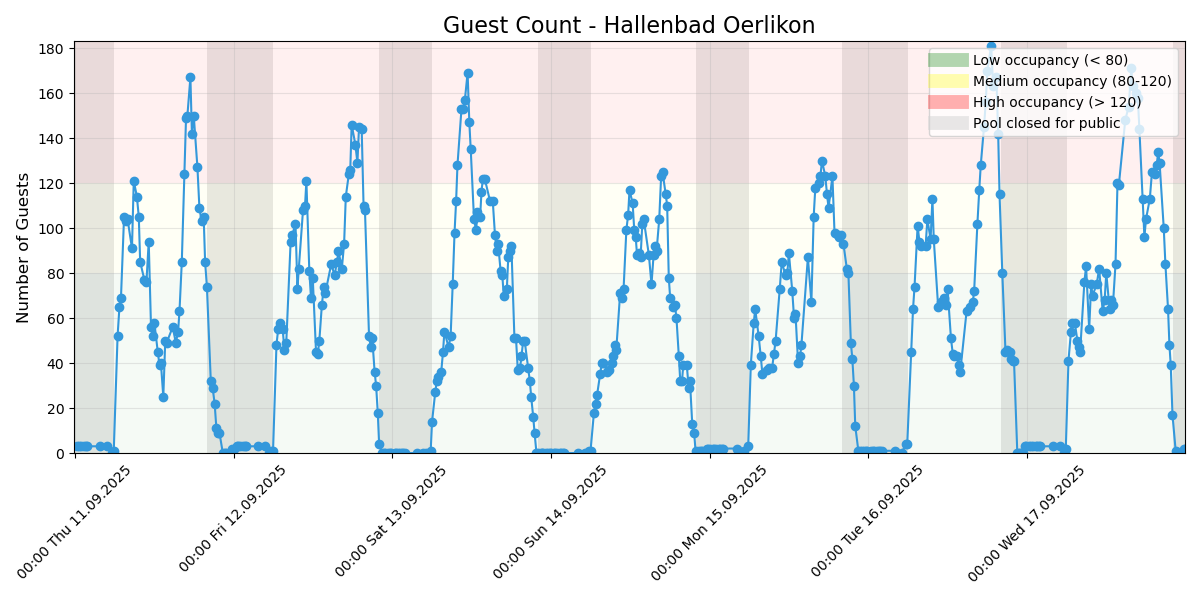 Guest Count - Hallenbad Oerlikon
Number of Guests
180
160
140
120
100
80
60
40
20
0
Low occupancy (< 80)
Medium occupancy (80-120)
High occupancy (> 120)
Pool closed for public
00:00 Thu 11.09.2025
00:00 Fri 12.09.2025
00:00 Sat 13.09.2025
00:00 Sun 14.09.2025
00:00 Mon 15.09.2025
00:00 Tue 16.09.2025
00:00 Wed 17.09.2025